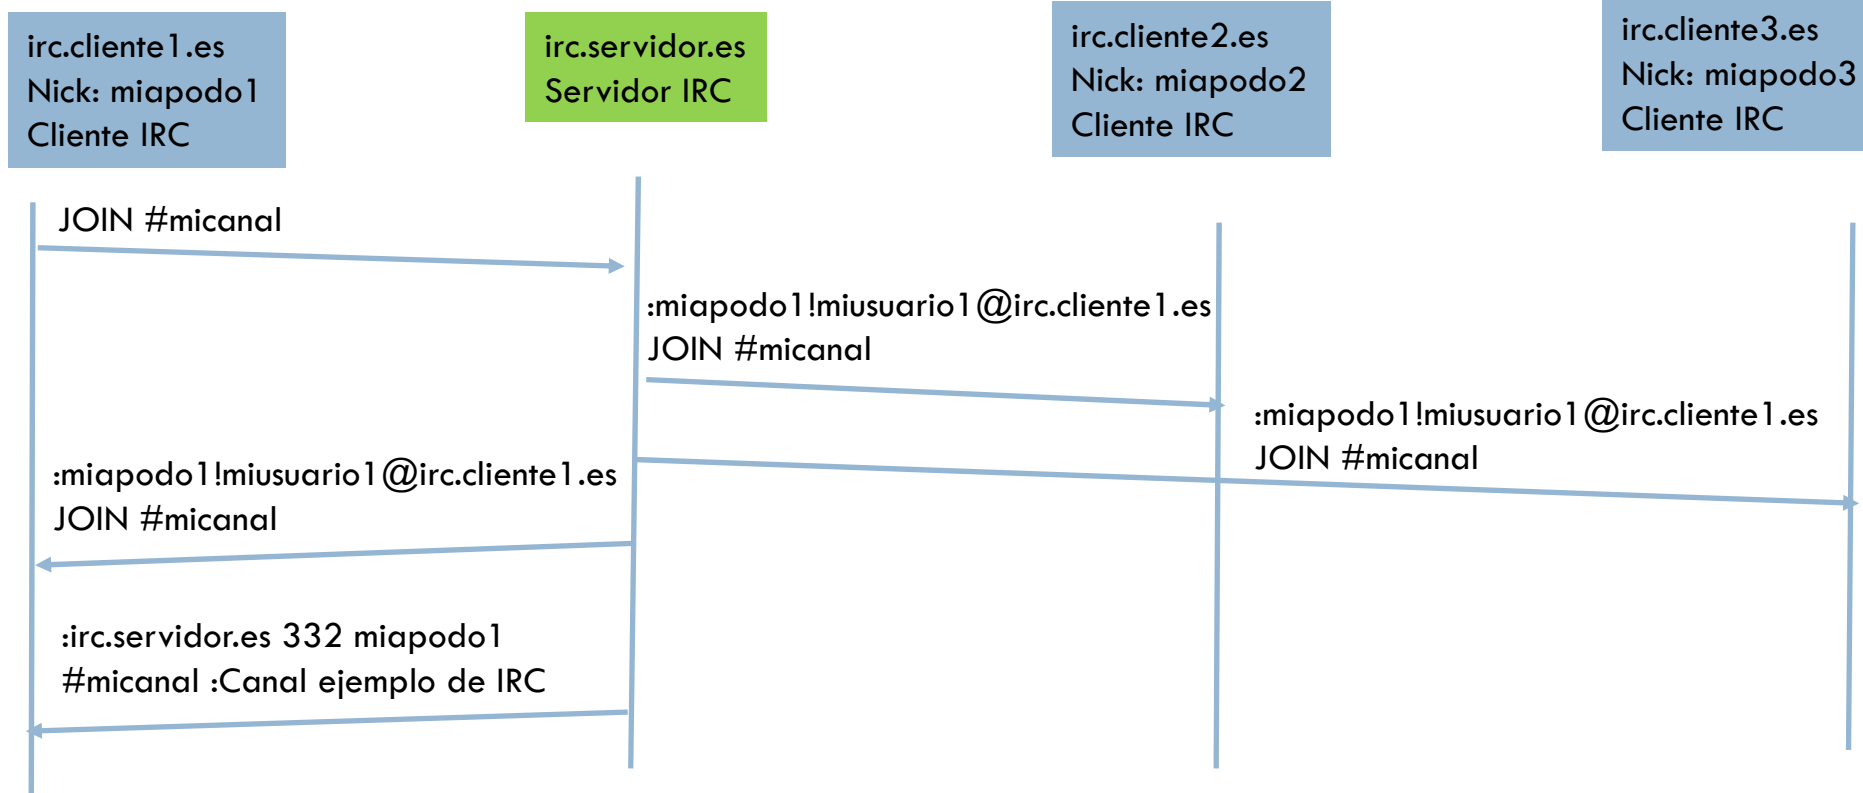 irc.cliente1.es
Nick: miapodo1
Cliente IRC
irc.servidor.es
Servidor IRC
irc.cliente2.es
Nick: miapodo2
Cliente IRC
irc.cliente3.es
Nick: miapodo3
Cliente IRC
JOIN #micanal
:miapodo1!miusuario1@irc.cliente1.es
JOIN #micanal
:miapodo1!miusuario1@irc.cliente1.es
JOIN #micanal
:miapodo1!miusuario1@irc.cliente1.es
JOIN #micanal
:irc.servidor.es 332 miapodo1
#micanal :Canal ejemplo de IRC